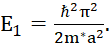 E₁ = ħ²π² / 2m*a².